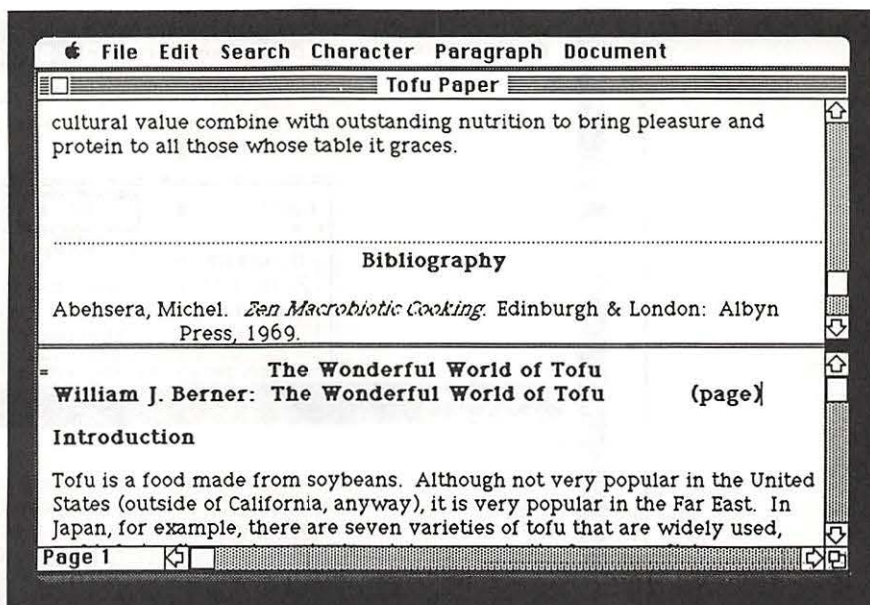 File Edit Search Character Paragraph Document
Tofu Paper
cultural value combine with outstanding nutrition to bring pleasure and
protein to all those whose table it graces.
Bibliography
Abehsera, Michel. Zen Macrobiotic Cooking. Edinburgh & London: Albyn
Press, 1969.
= The Wonderful World of Tofu
William J. Berner: The Wonderful World of Tofu (page)
Introduction
Tofu is a food made from soybeans. Although not very popular in the United
States (outside of California, anyway), it is very popular in the Far East. In
Japan, for example, there are seven varieties of tofu that are widely used,
Page 1